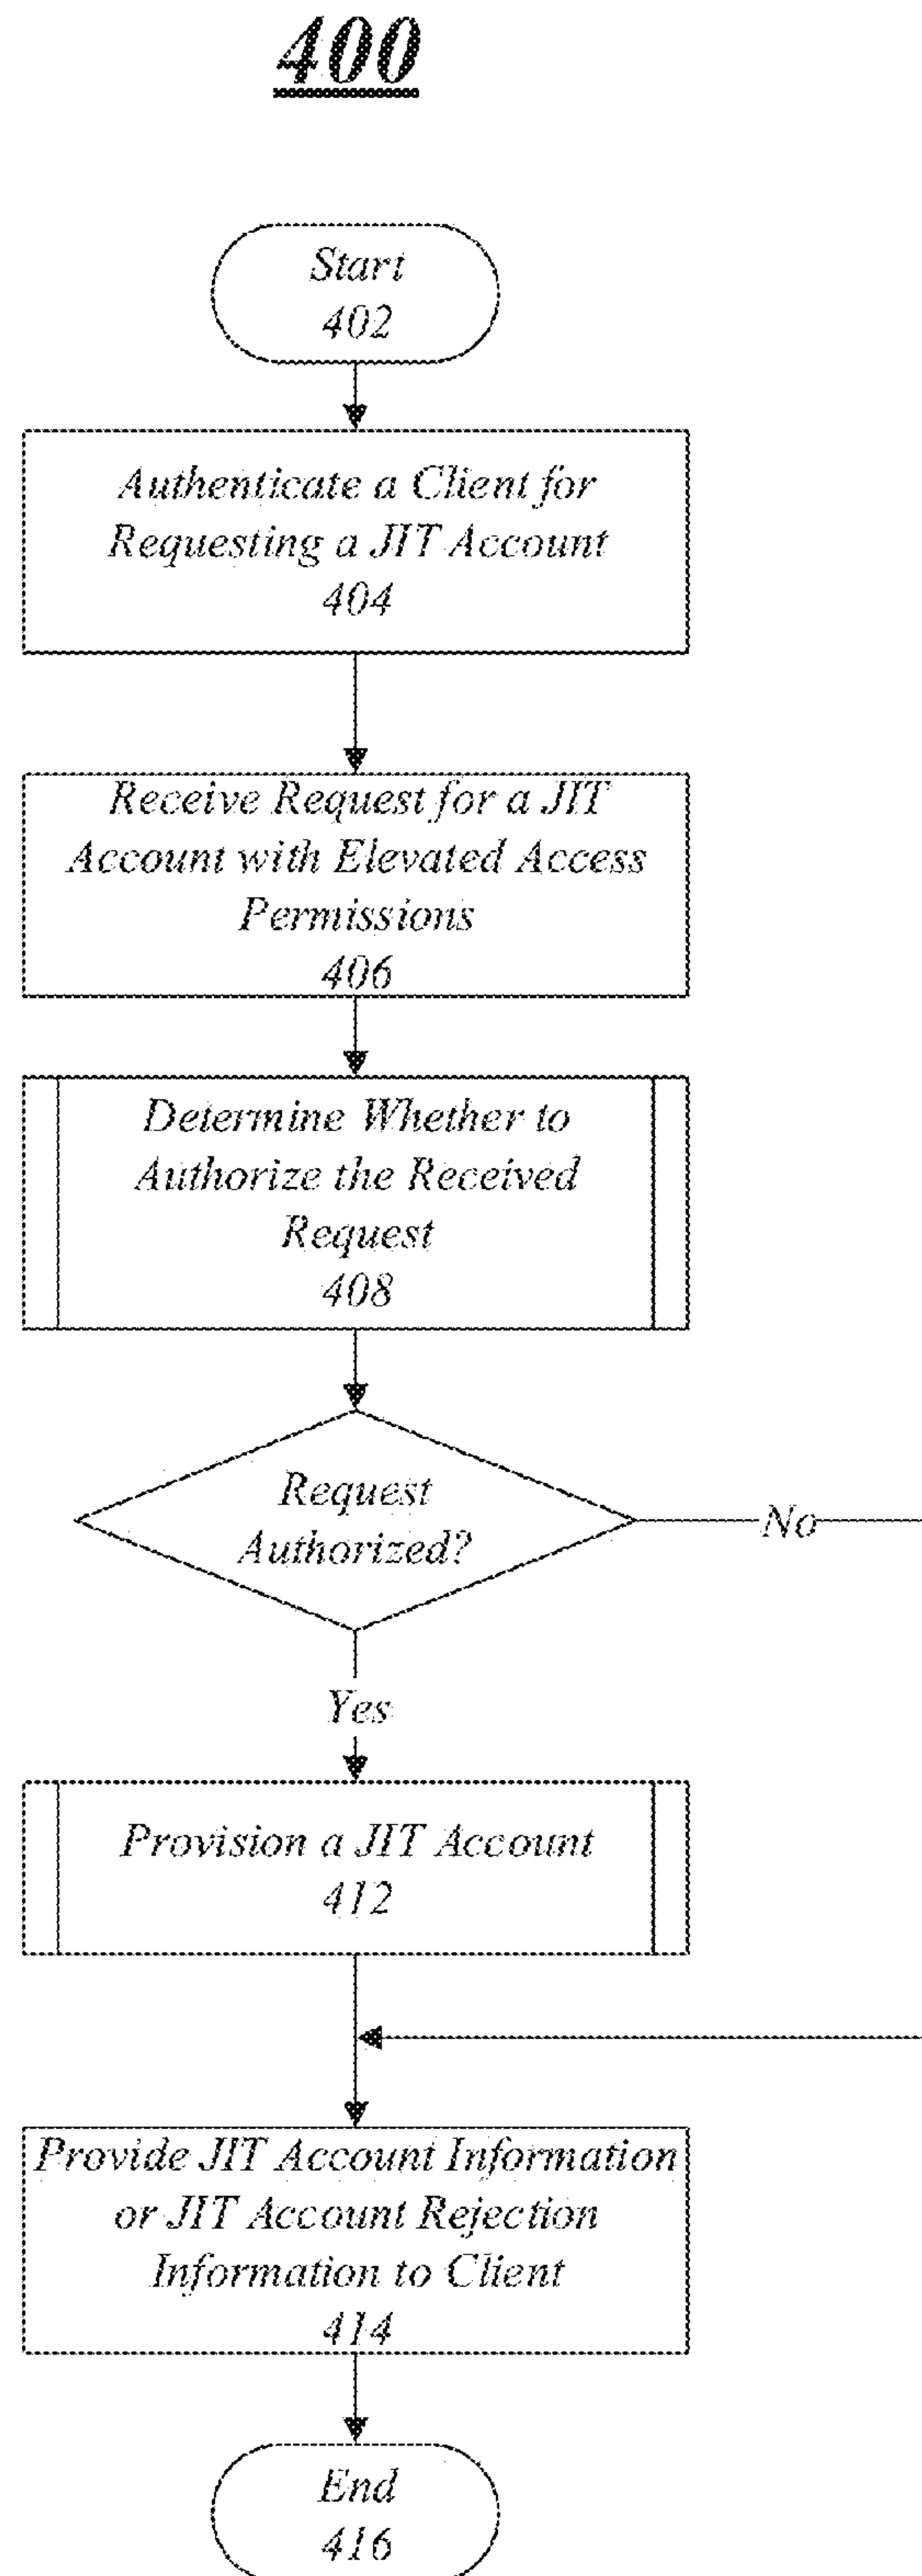 400
Start
402
Authenticate a Client for
Requesting a JIT Account
404
Receive Request for a JIT
Account with Elevated Access
Permissions
406
Determine Whether to
Authorize the Received
Request
408
Request
Authorized?
No
Yes
Provision a JIT Account
412
Provide JIT Account Information
or JIT Account Rejection
Information to Client
414
End
416